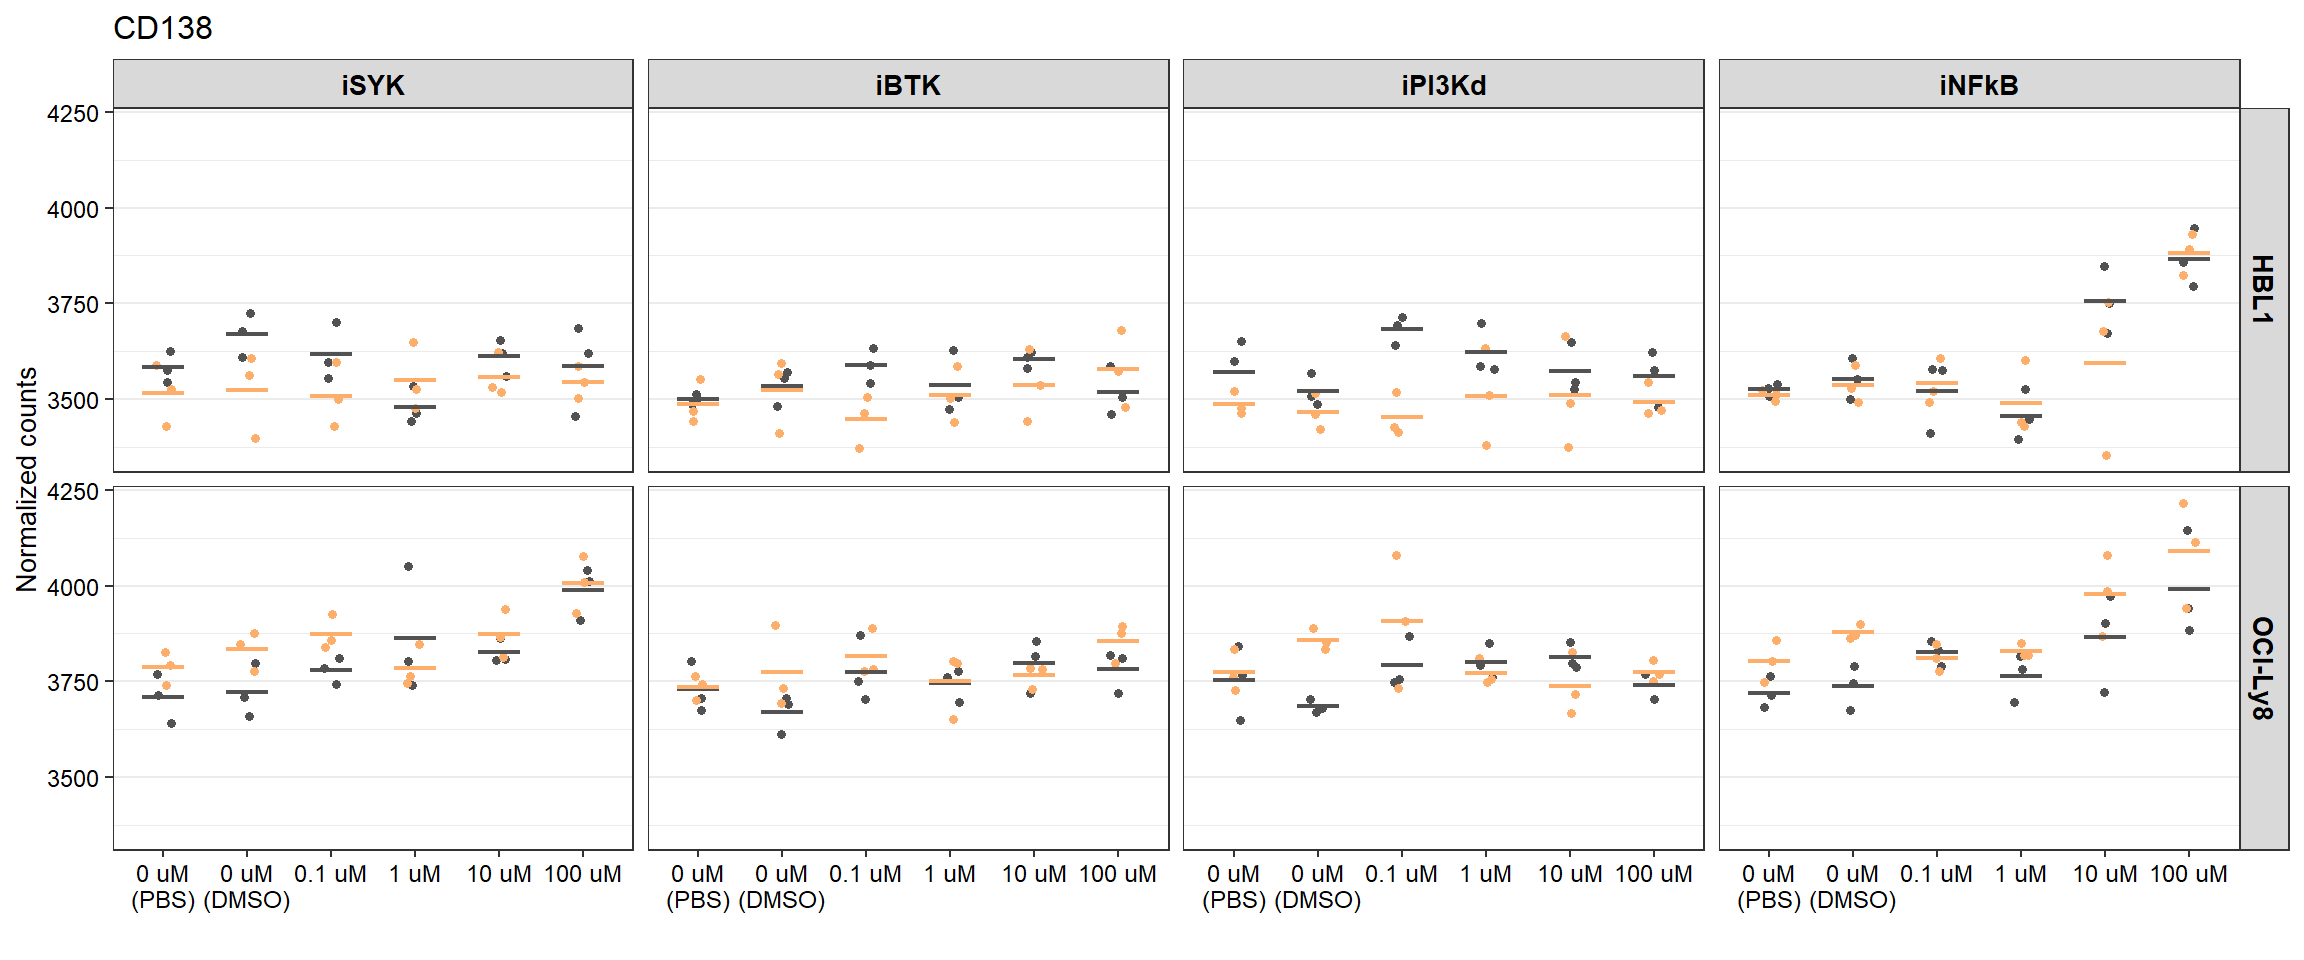 CD138
iSYK iBTK iPI3Kd iNFkB
4250
4000
3750
3500
HBL1
4250
4000
3750
3500
OCI-Ly8
Normalized counts
0 uM 0 uM 0.1 uM 1 uM 10 uM 100 uM 0 uM 0 uM 0.1 uM 1 uM 10 uM 100 uM 0 uM 0 uM 0.1 uM 1 uM 10 uM 100 uM 0 uM 0 uM 0.1 uM 1 uM 10 uM 100 uM
(PBS) (DMSO) (PBS) (DMSO) (PBS) (DMSO) (PBS) (DMSO)